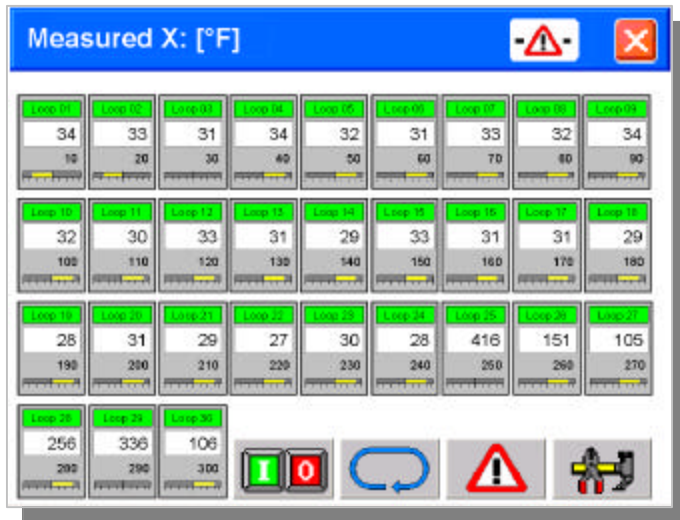 Measured X: [°F]
Loop 01 Loop 02 Loop 03 Loop 04 Loop 05 Loop 06 Loop 07 Loop 08 Loop 09
34 33 31 34 32 31 33 32 34
10 20 30 40 50 60 70 80 90
Loop 10 Loop 11 Loop 12 Loop 13 Loop 14 Loop 15 Loop 16 Loop 17 Loop 18
32 30 33 31 29 33 31 31 29
100 110 120 130 140 150 160 170 180
Loop 19 Loop 20 Loop 21 Loop 22 Loop 23 Loop 24 Loop 25 Loop 26 Loop 27
28 31 29 27 30 28 416 151 105
190 200 210 220 230 240 250 260 270
Loop 28 Loop 29 Loop 30
256 336 106
280 290 300
I O